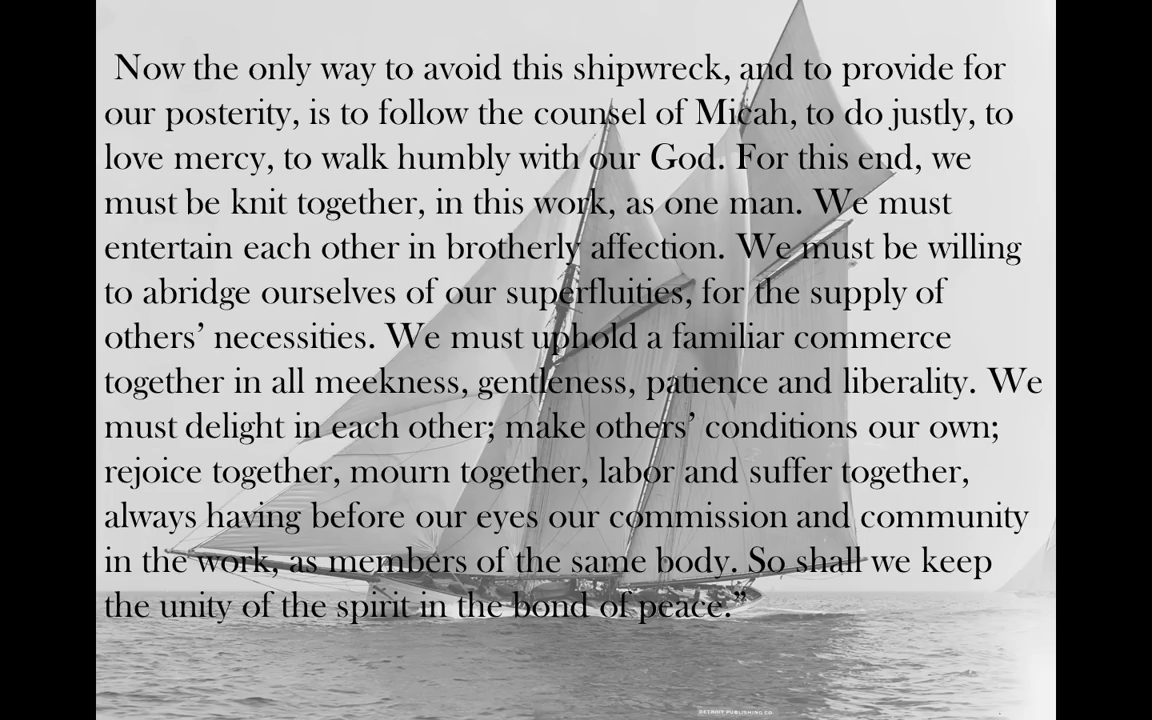 Now the only way to avoid this shipwreck, and to provide for
our posterity, is to follow the counsel of Micah, to do justly, to
love mercy, to walk humbly with our God. For this end, we
must be knit together, in this work, as one man. We must
entertain each other in brotherly affection. We must be willing
to abridge ourselves of our superfluities, for the supply of
others’ necessities. We must uphold a familiar commerce
together in all meekness, gentleness, patience and liberality. We
must delight in each other; make others’ conditions our own;
rejoice together, mourn together, labor and suffer together,
always having before our eyes our commission and community
in the work, as members of the same body. So shall we keep
the unity of the spirit in the bond of peace.”
DETROIT PUBLISHING CO.